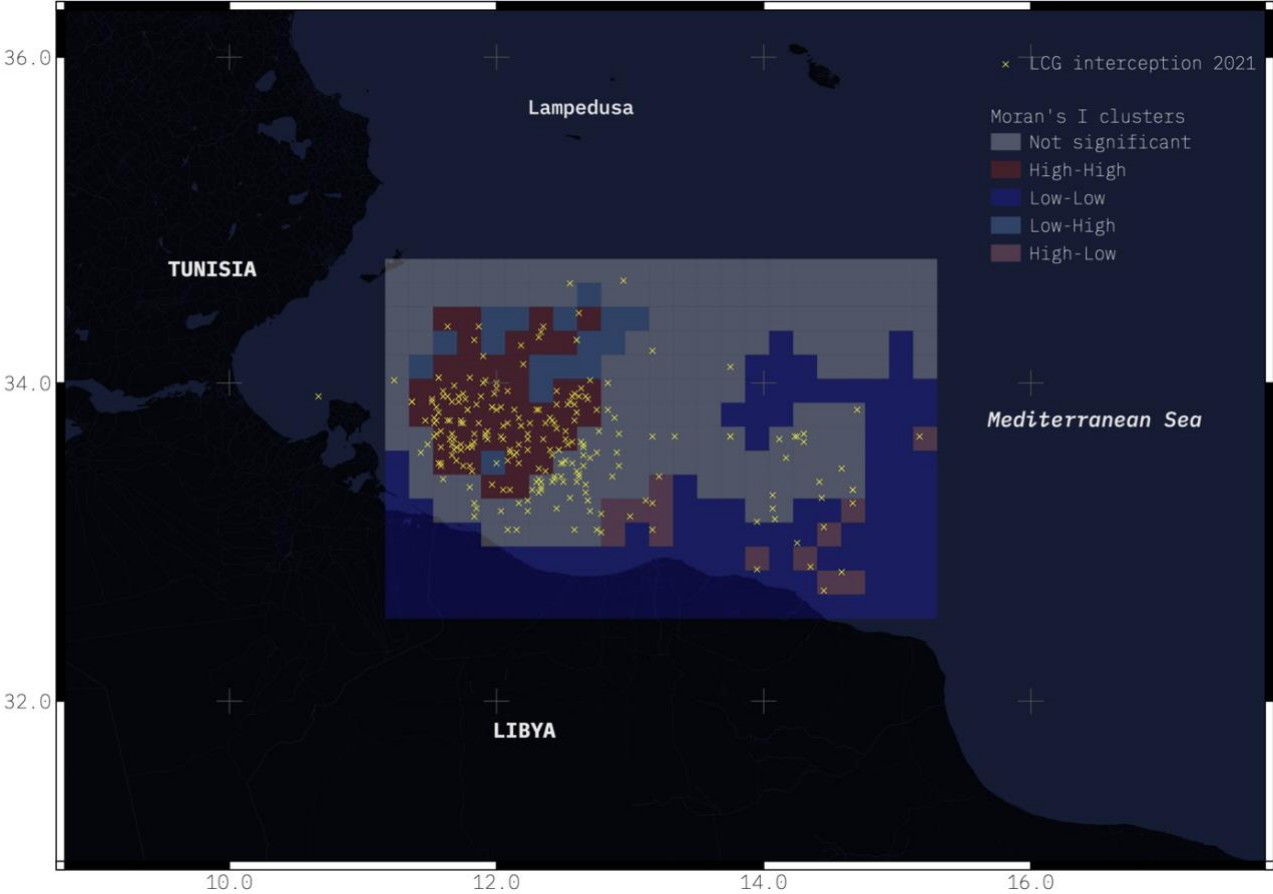 36.0
LCG interception 2021
Lampedusa
Moran's I clusters
Not significant
High-High
Low-Low
Low-High
High-Low
TUNISIA
34.0
Mediterranean Sea
32.0
LIBYA
10.0 12.0 14.0 16.0